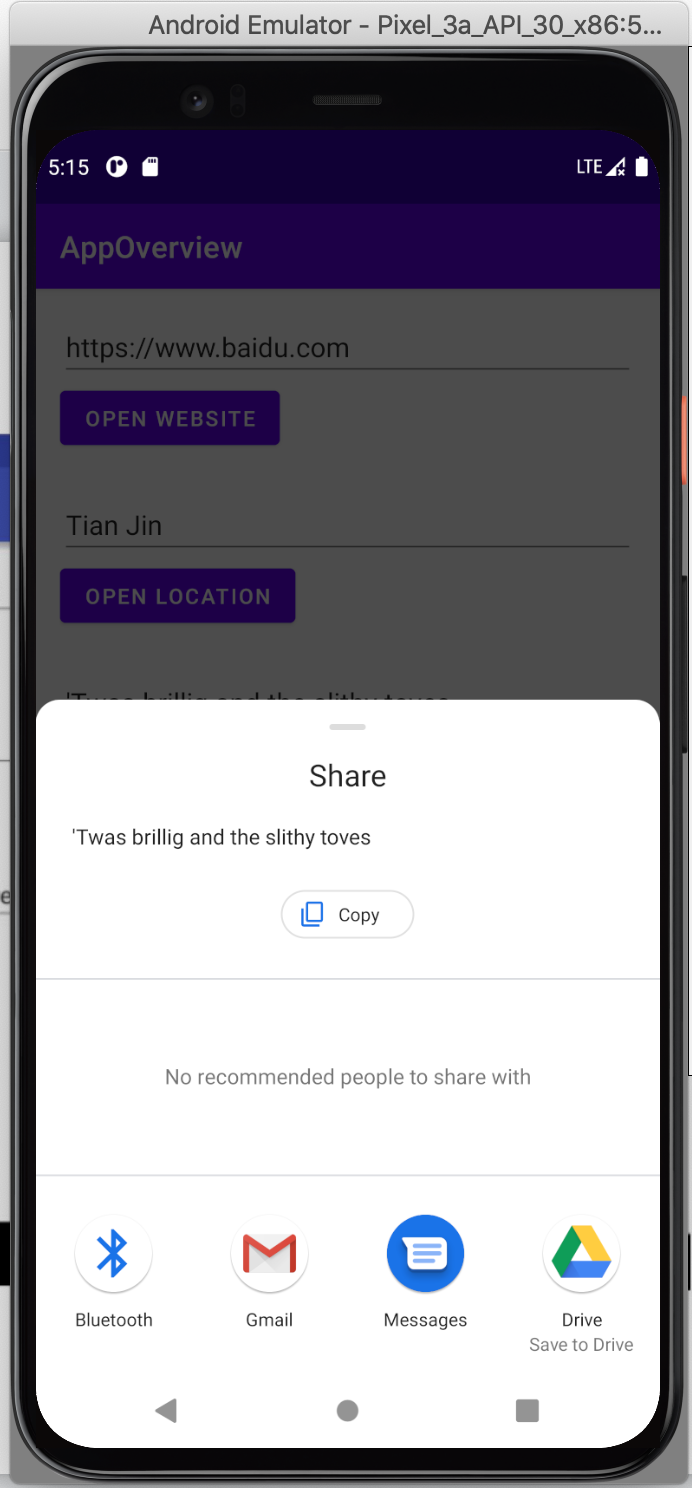 Android Emulator - Pixel_3a_API_30_x86:5...
5:15
LTE
AppOverview
https://www.baidu.com
OPEN WEBSITE
Tian Jin
OPEN LOCATION
'Twas brillig and the slithy toves
Share
'Twas brillig and the slithy toves
Copy
No recommended people to share with
Bluetooth Gmail Messages Drive
Save to Drive